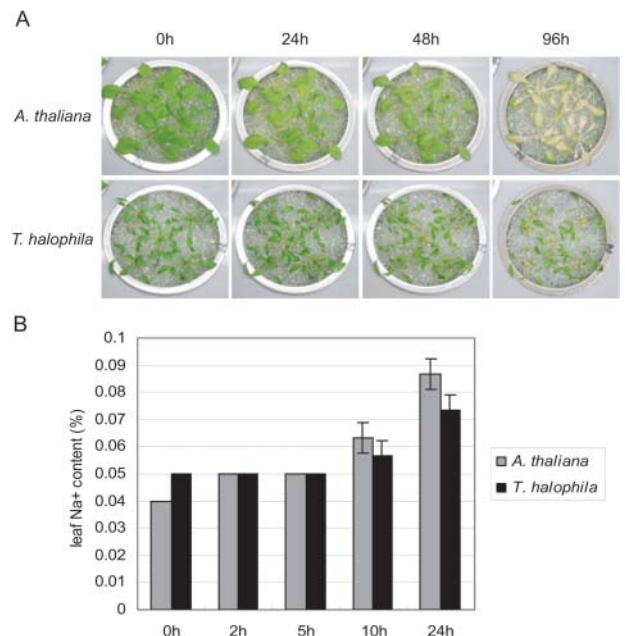 A
0h 24h 48h 96h
A. thaliana
T. halophila
B
leaf Na+ content (%)
0.1
0.09
0.08
0.07
0.06
0.05
0.04
0.03
0.02
0.01
0
0h 2h 5h 10h 24h
A. thaliana
T. halophila